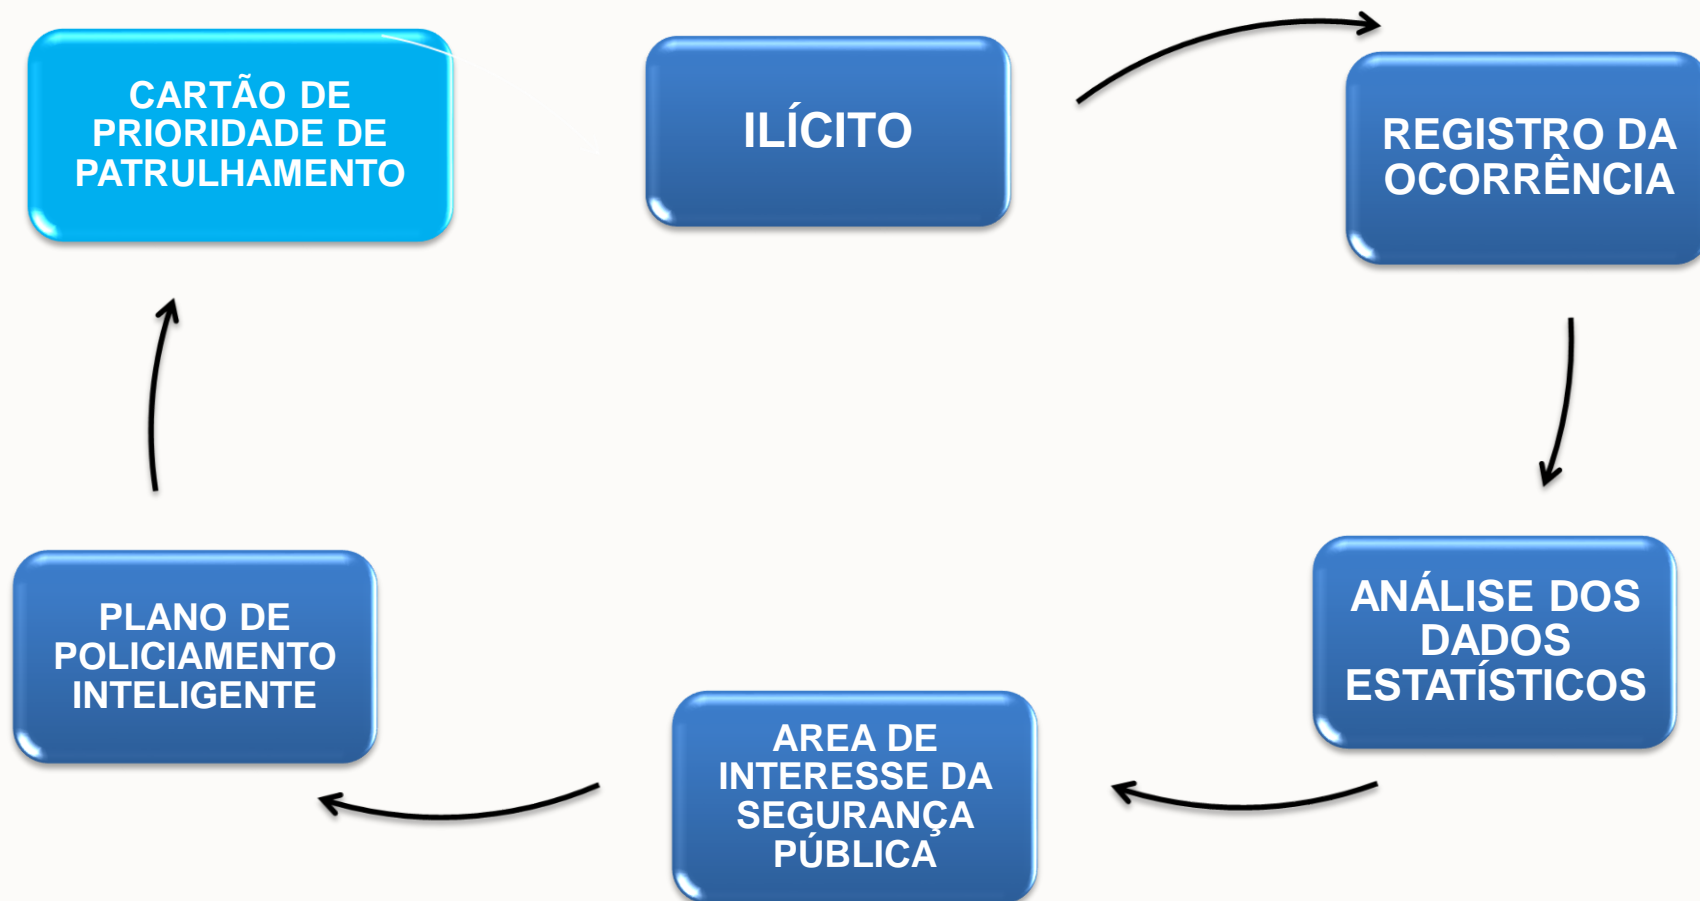 CARTÃO DE
PRIORIDADE DE
PATRULHAMENTO
ILÍCITO
REGISTRO DA
OCORRÊNCIA
ANÁLISE DOS
DADOS
ESTATÍSTICOS
AREA DE
INTERESSE DA
SEGURANÇA
PÚBLICA
PLANO DE
POLICIAMENTO
INTELIGENTE